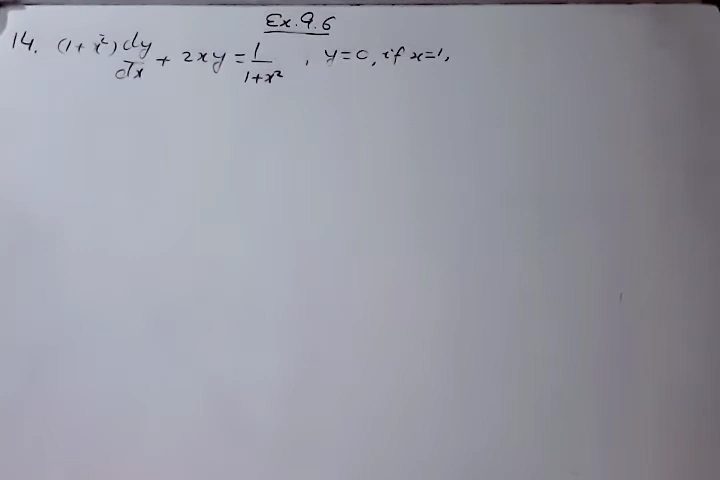 Ex. 9.6
14. (1+x²) dy/dx + 2xy = 1/1+x² , y=0, if x=1,